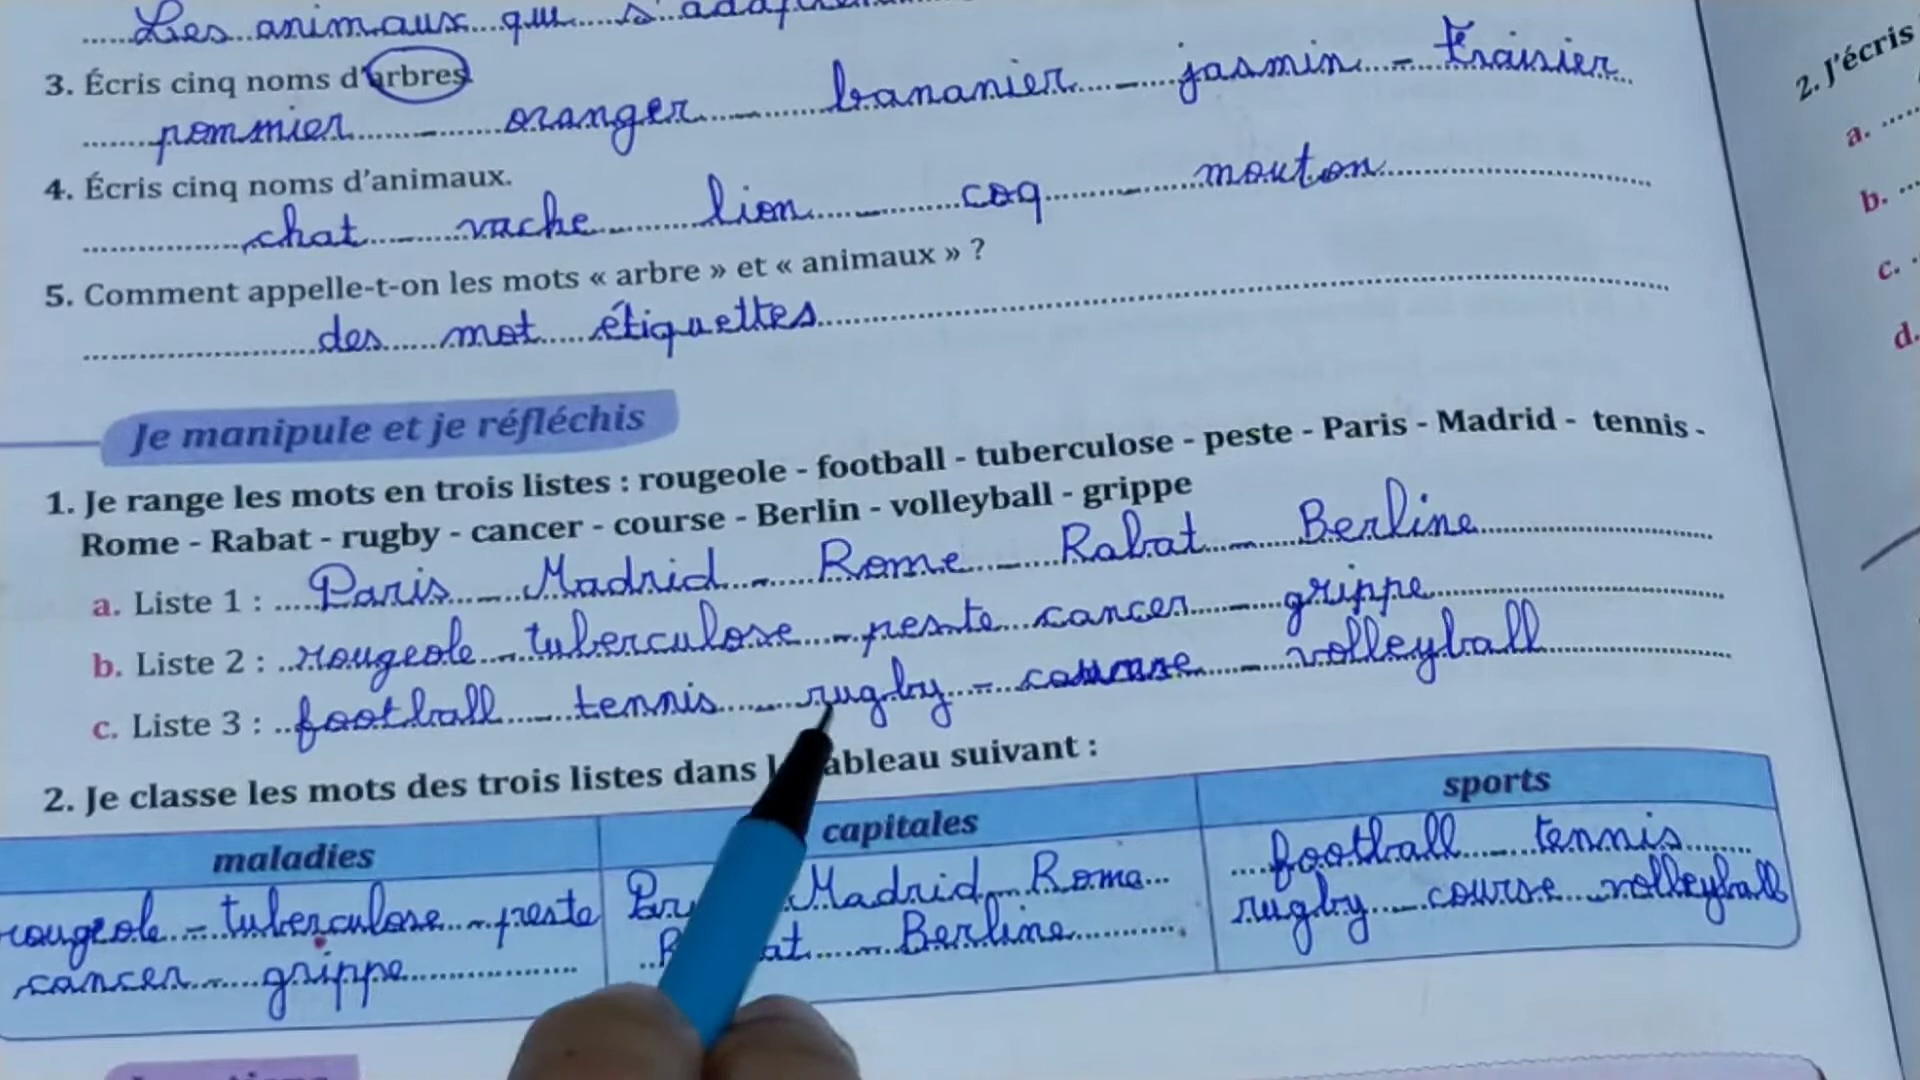 Les animaux qui s'adap
3. Écris cinq noms d'arbres
pommier - oranger - bananier - jasmin - fraisier
4. Écris cinq noms d'animaux.
chat - vache - lion - coq - mouton
5. Comment appelle-t-on les mots « arbre » et « animaux » ?
des mot étiquettes
Je manipule et je réfléchis
1. Je range les mots en trois listes : rougeole - football - tuberculose - peste - Paris - Madrid - tennis -
Rome - Rabat - rugby - cancer - course - Berlin - volleyball - grippe
a. Liste 1 : Paris - Madrid - Rome - Rabat - Berline
b. Liste 2 : rougeole - tuberculose - peste cancer - grippe
c. Liste 3 : football - tennis - rugby - course - volleyball
2. Je classe les mots des trois listes dans tableau suivant :
maladies capitales sports
rougeole - tuberculose - peste Madrid Rome football - tennis
cancer - grippe - Berline rugby - course volleyball
2. J'écris
a.
b.
c.
d.